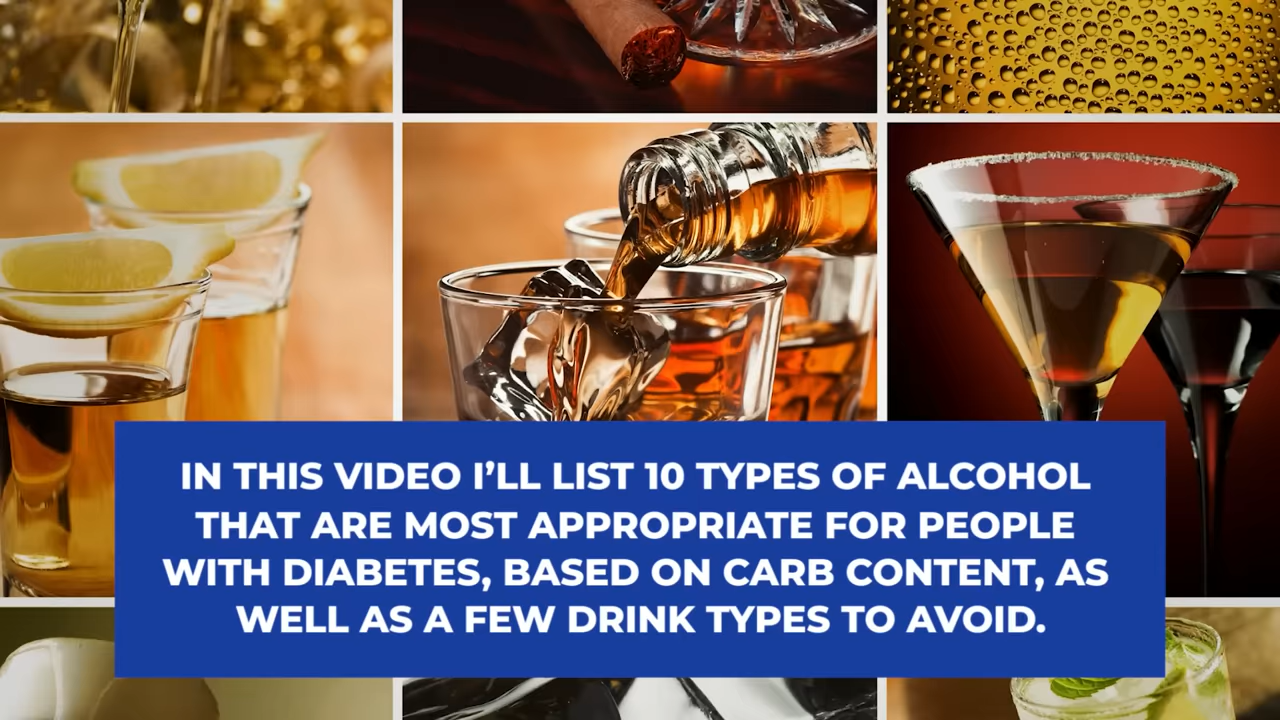 IN THIS VIDEO I’LL LIST 10 TYPES OF ALCOHOL
THAT ARE MOST APPROPRIATE FOR PEOPLE
WITH DIABETES, BASED ON CARB CONTENT, AS
WELL AS A FEW DRINK TYPES TO AVOID.